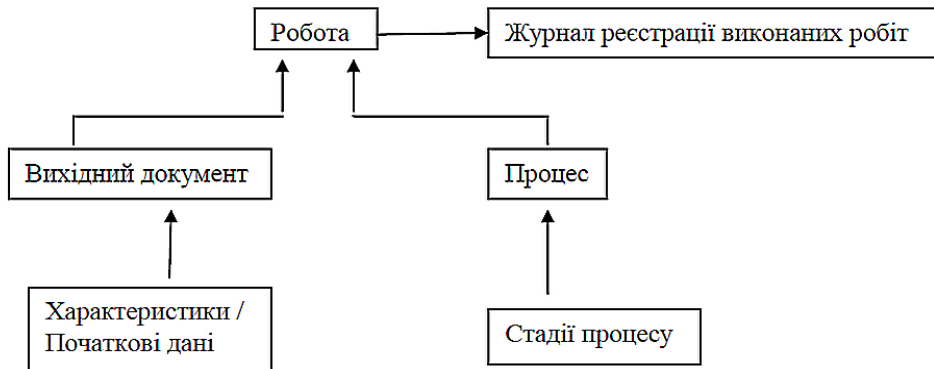 Робота
Журнал реєстрації виконаних робіт
Вихідний документ
Процес
Характеристики /
Початкові дані
Стадії процесу